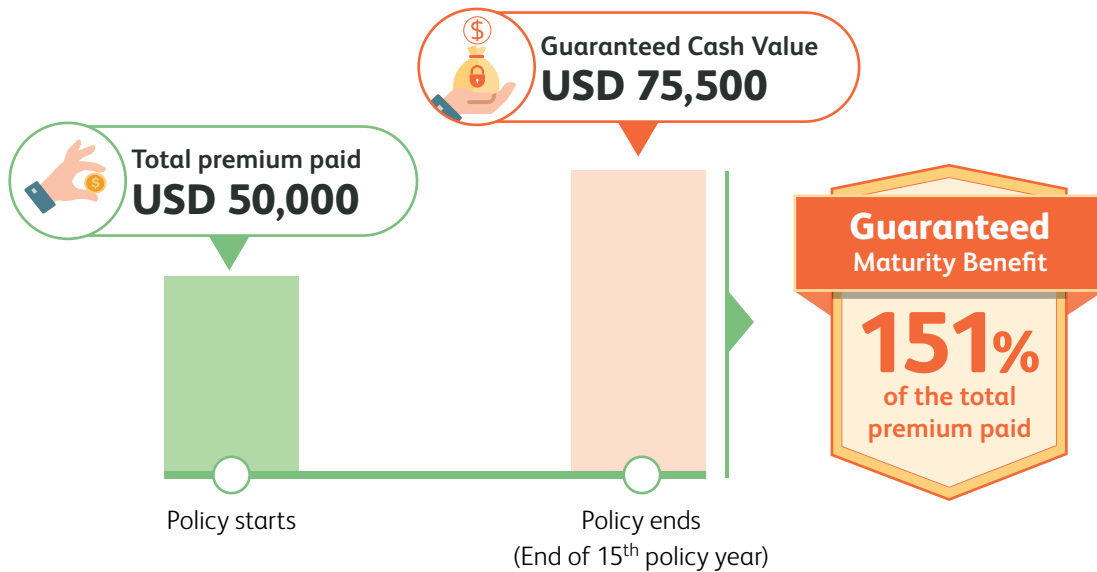 $
Guaranteed Cash Value
USD 75,500
Total premium paid
USD 50,000
$
Guaranteed
Maturity Benefit
151%
of the total
premium paid
Policy starts
Policy ends
(End of 15th policy year)